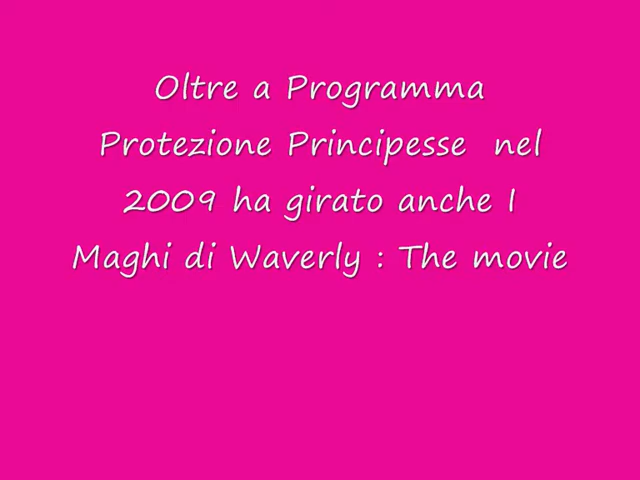 Oltre a Programma
Protezione Principesse nel
2009 ha girato anche I
Maghi di Waverly : The movie